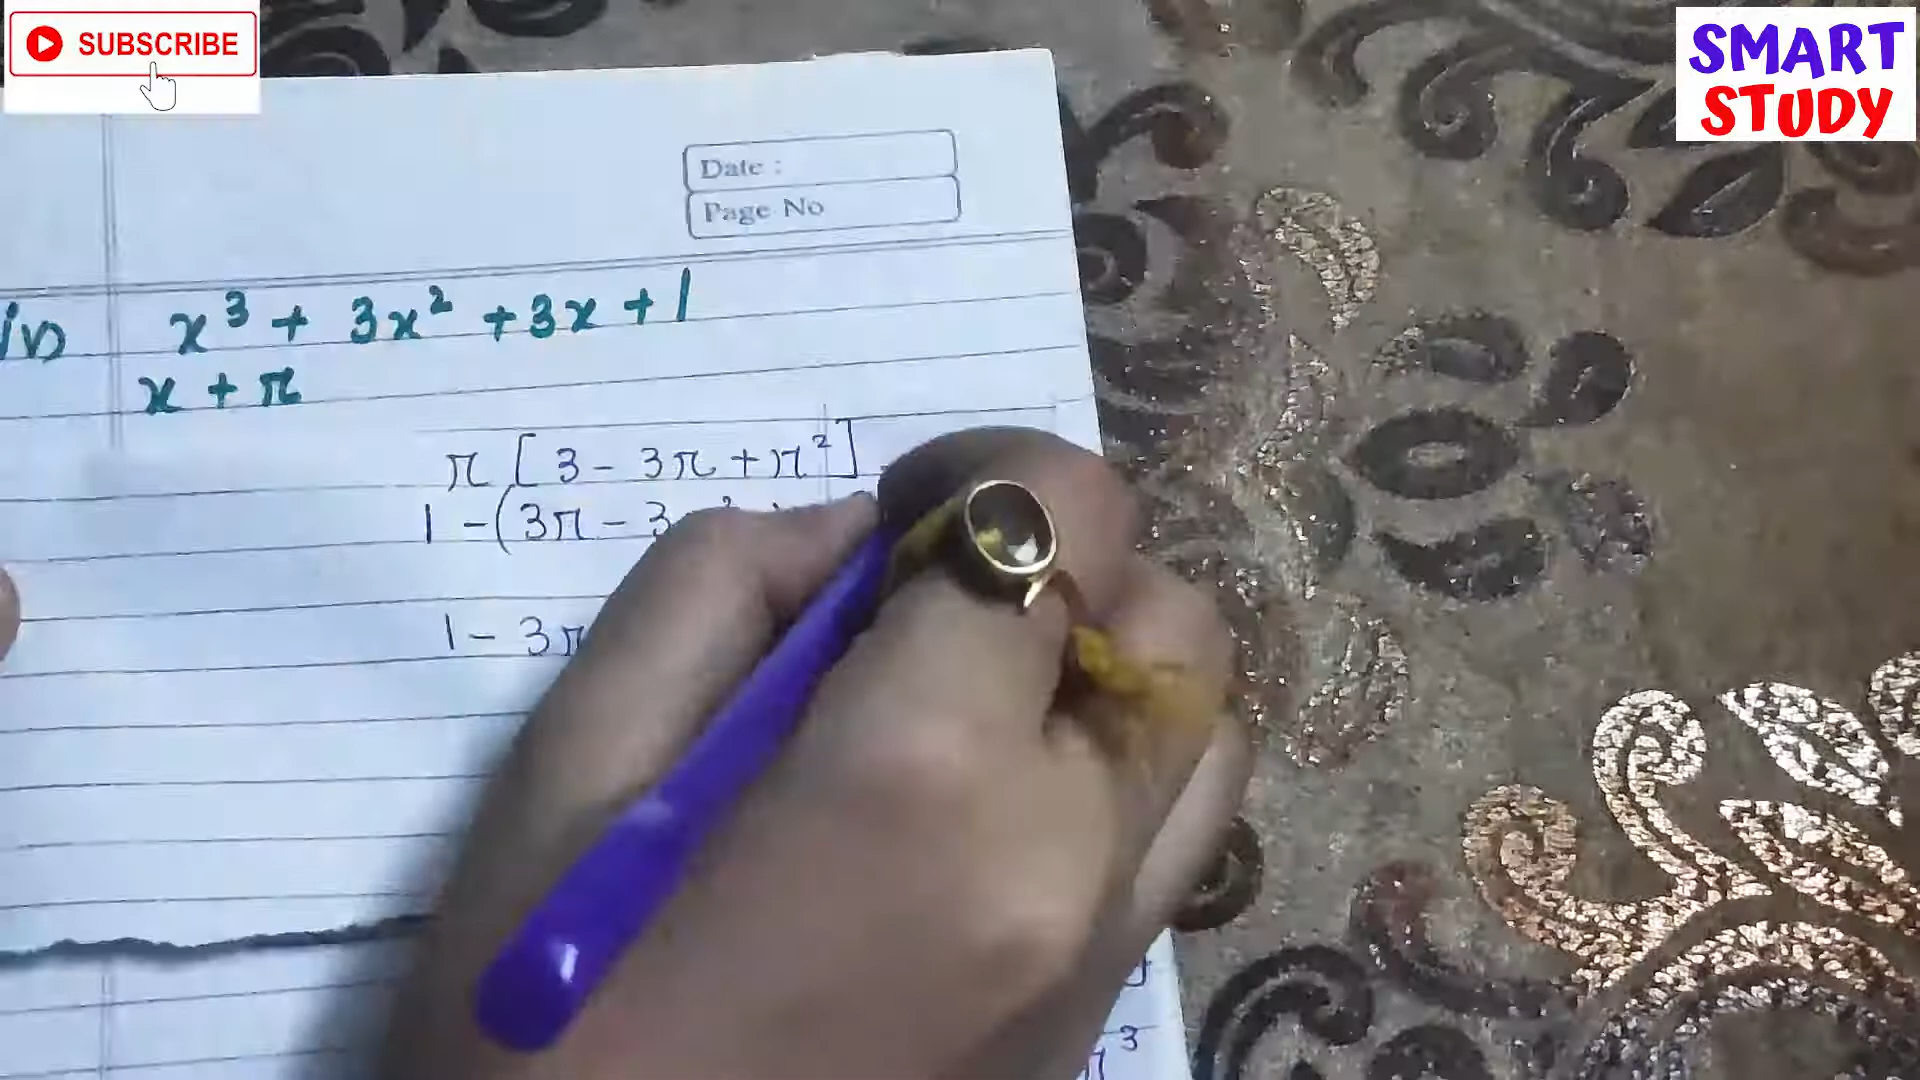 SUBSCRIBE
SMART
STUDY
Date :
Page No
iv) x³ + 3x² + 3x + 1
x + π
π [3 - 3π + π²]
1 - (3π - 3
1 - 3π
3